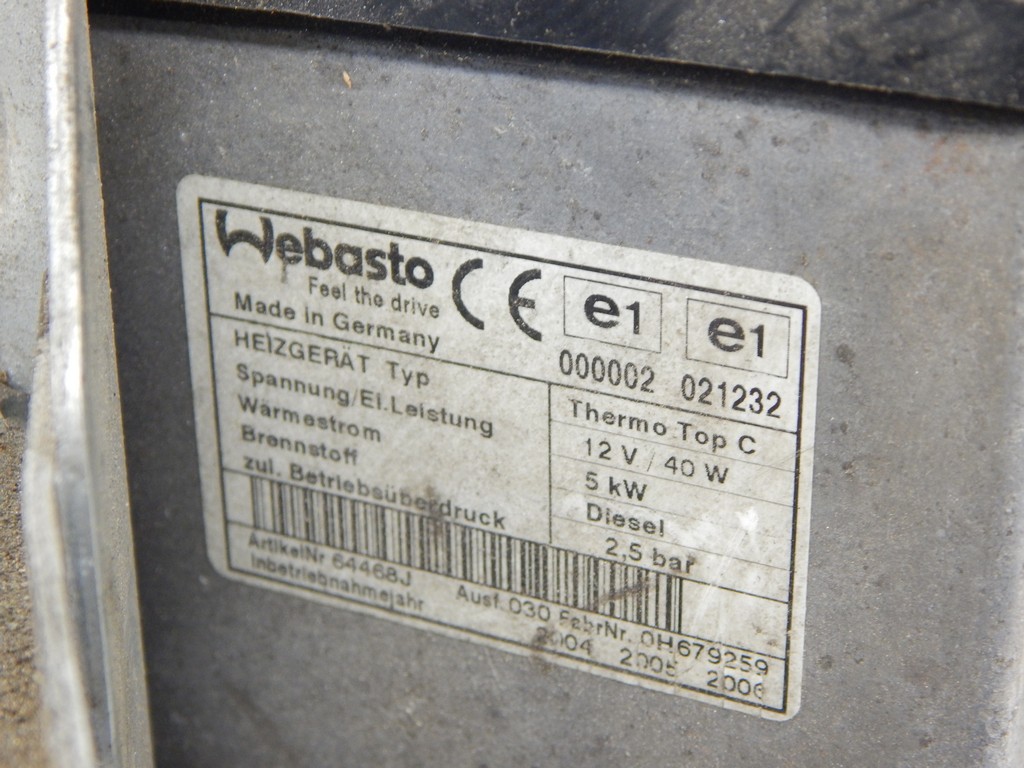 Webasto
Feel the drive
Made in Germany
CE
e1 e1
000002 021232
HEIZGERÄT Typ Thermo Top C
Spannung/El.Leistung 12 V / 40 W
Wärmestrom 5 kW
Brennstoff Diesel
zul. Betriebsüberdruck 2,5 bar
ArtikelNr 64468J Ausf.030 FabrNr. 0H679259
Inbetriebnahmejahr 2004 2005 2006